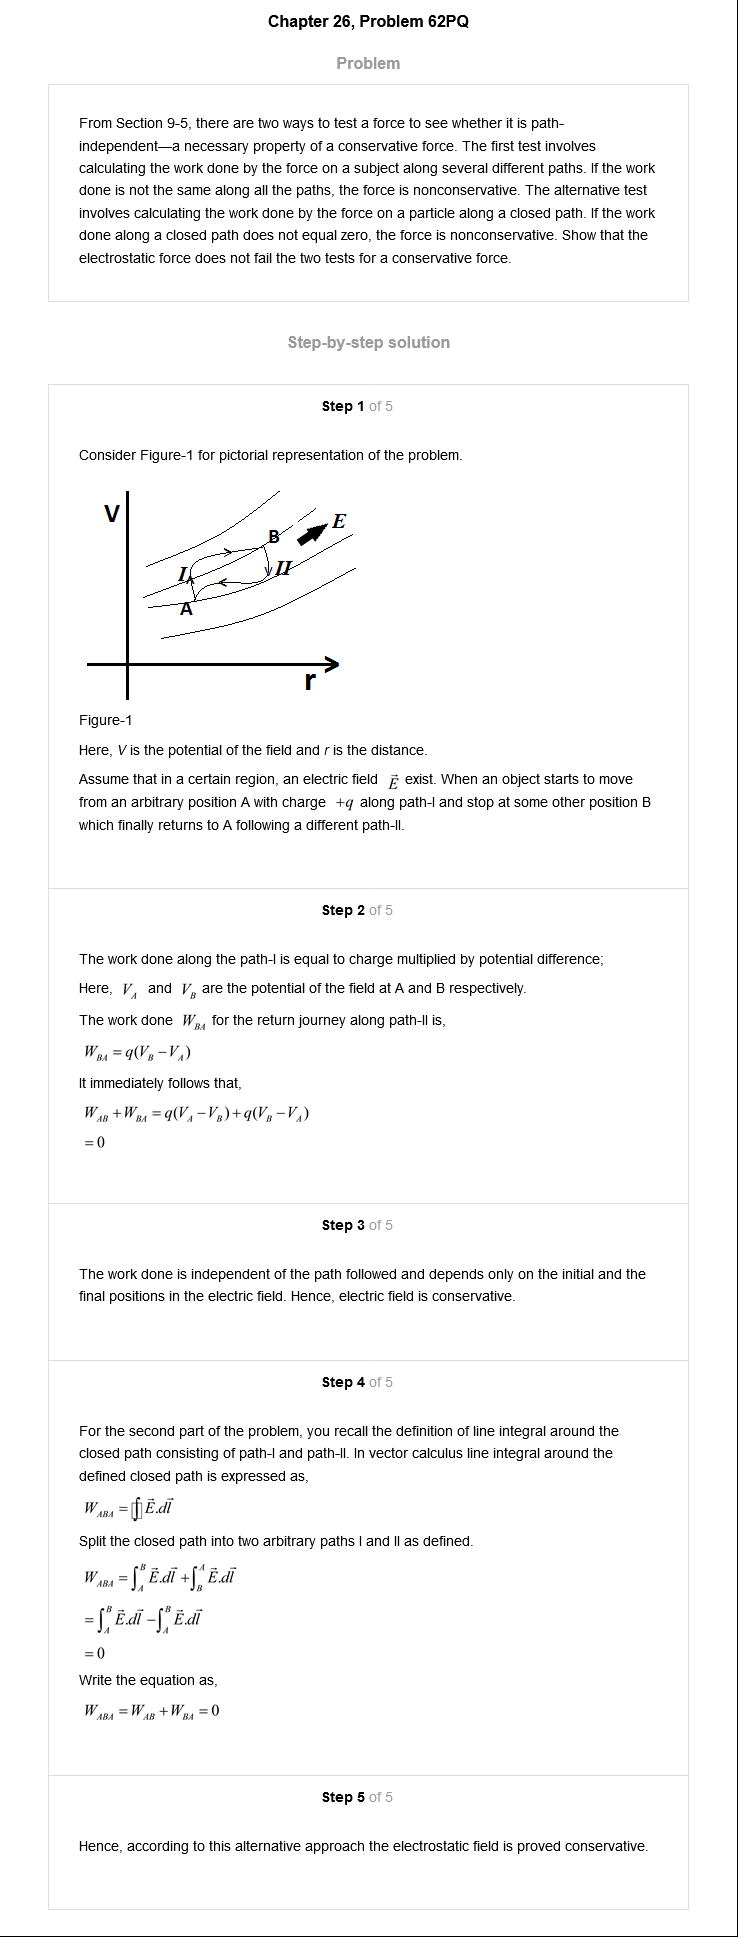 Chapter 26, Problem 62PQ
Problem
From Section 9-5, there are two ways to test a force to see whether it is path-
independent—a necessary property of a conservative force. The first test involves
calculating the work done by the force on a subject along several different paths. If the work
done is not the same along all the paths, the force is nonconservative. The alternative test
involves calculating the work done by the force on a particle along a closed path. If the work
done along a closed path does not equal zero, the force is nonconservative. Show that the
electrostatic force does not fail the two tests for a conservative force.
Step-by-step solution
Step 1 of 5
Consider Figure-1 for pictorial representation of the problem.
V
E
B
I
II
A
r
Figure-1
Here, V is the potential of the field and r is the distance.
Assume that in a certain region, an electric field \vec{E} exist. When an object starts to move
from an arbitrary position A with charge +q along path-I and stop at some other position B
which finally returns to A following a different path-II.
Step 2 of 5
The work done along the path-I is equal to charge multiplied by potential difference;
Here, V_A and V_B are the potential of the field at A and B respectively.
The work done W_{BA} for the return journey along path-II is,
W_{BA} = q(V_B − V_A)
It immediately follows that,
W_{AB} + W_{BA} = q(V_A − V_B) + q(V_B − V_A)
= 0
Step 3 of 5
The work done is independent of the path followed and depends only on the initial and the
final positions in the electric field. Hence, electric field is conservative.
Step 4 of 5
For the second part of the problem, you recall the definition of line integral around the
closed path consisting of path-I and path-II. In vector calculus line integral around the
defined closed path is expressed as,
W_{ABA} = ∮ \vec{E}.d\vec{l}
Split the closed path into two arbitrary paths I and II as defined.
W_{ABA} = ∫_A^B \vec{E}.d\vec{l} + ∫_B^A \vec{E}.d\vec{l}
= ∫_A^B \vec{E}.d\vec{l} − ∫_A^B \vec{E}.d\vec{l}
= 0
Write the equation as,
W_{ABA} = W_{AB} + W_{BA} = 0
Step 5 of 5
Hence, according to this alternative approach the electrostatic field is proved conservative.